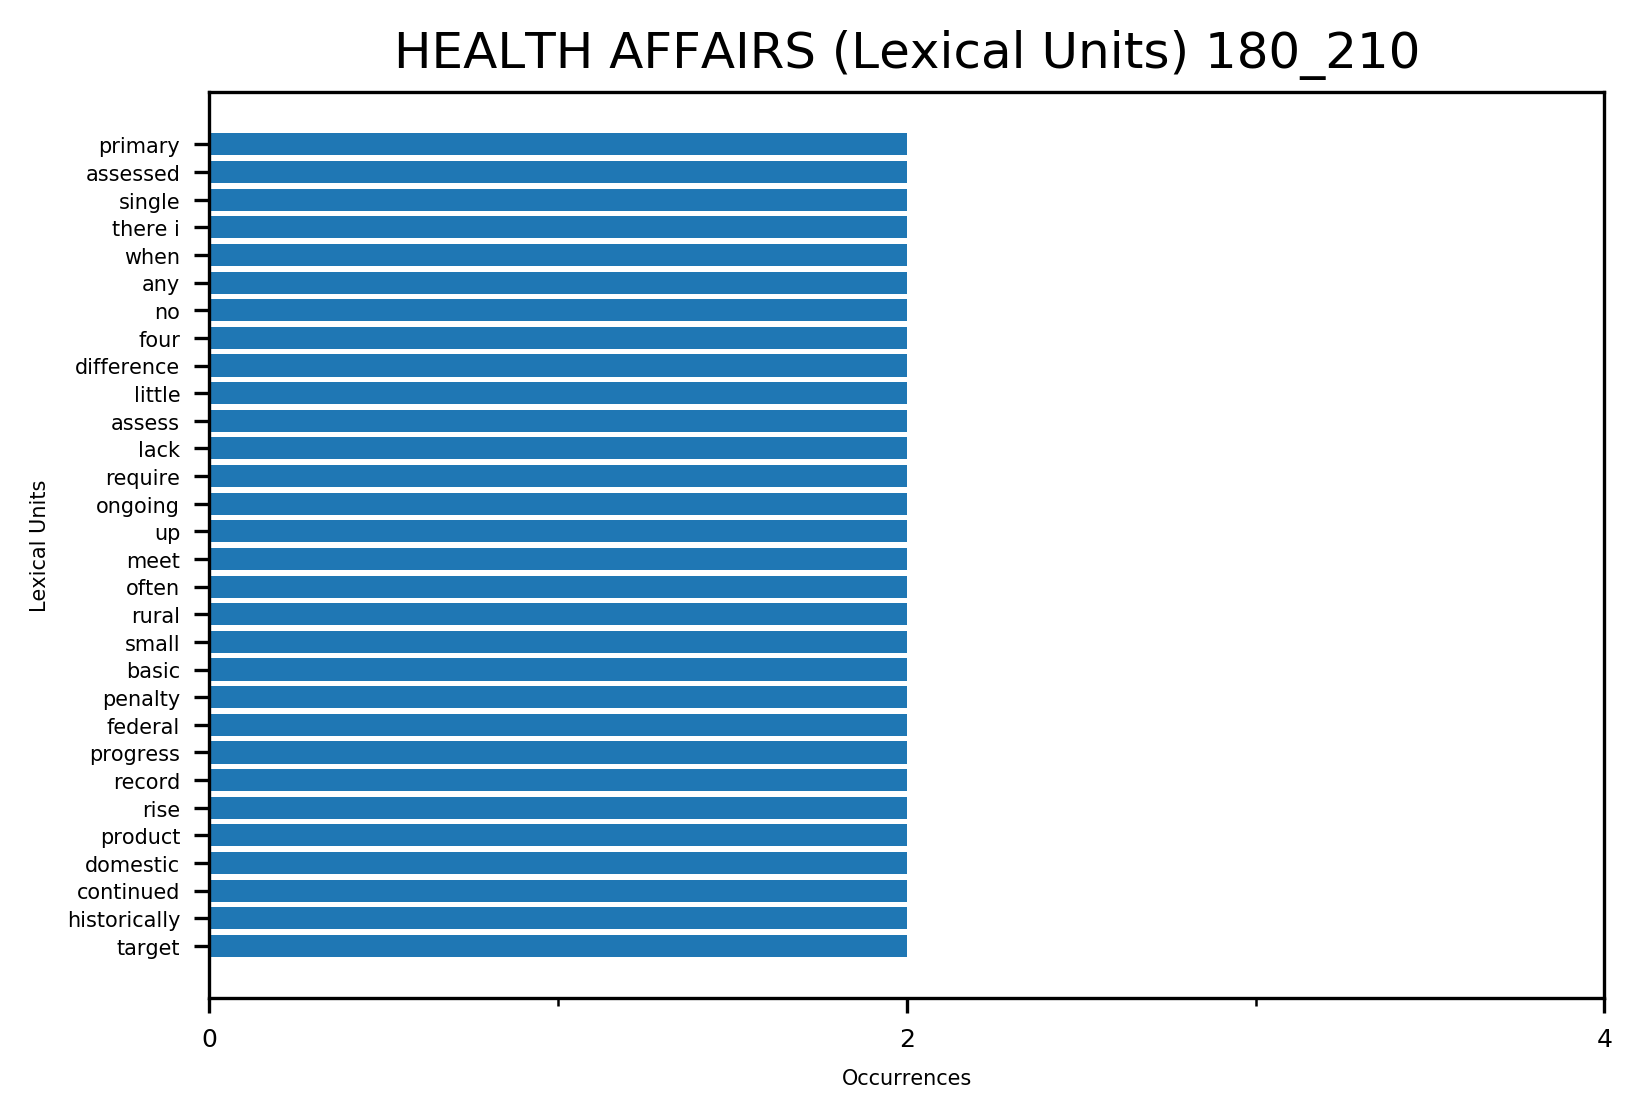 HEALTH AFFAIRS (Lexical Units) 180_210
primary
assessed
single
there i
when
any
no
four
difference
little
assess
lack
require
ongoing
up
meet
often
rural
small
basic
penalty
federal
progress
record
rise
product
domestic
continued
historically
target
Lexical Units
0 2 4
Occurrences